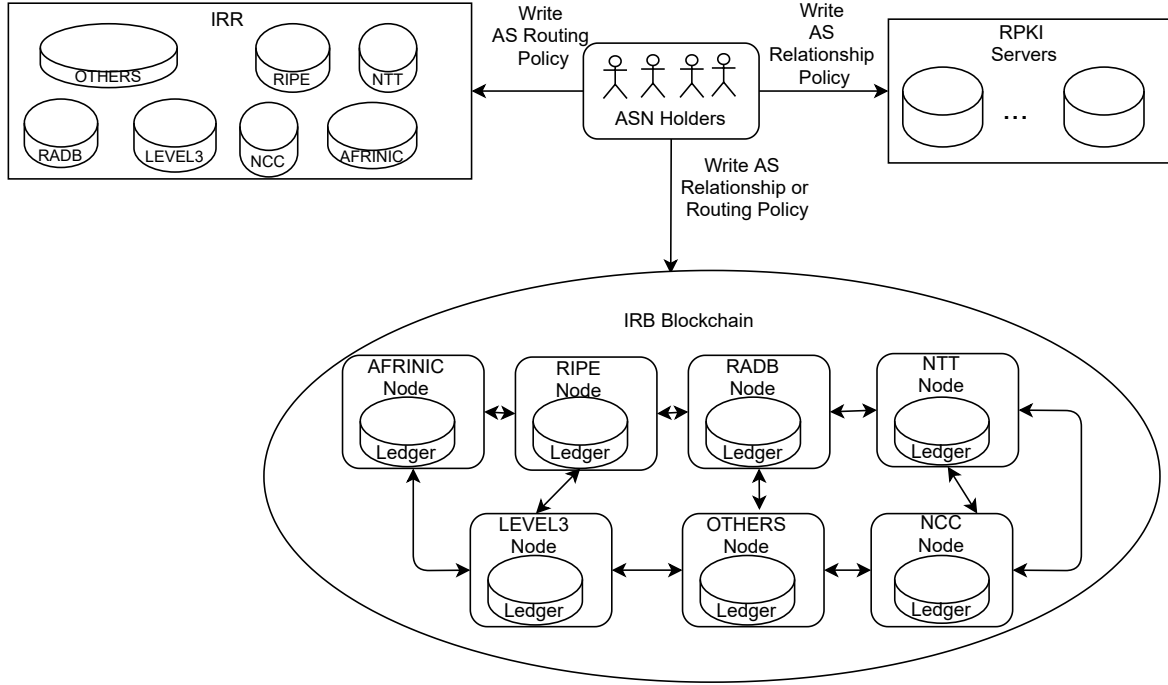 IRR
OTHERS
RIPE
NTT
RADB
LEVEL3
NCC
AFRINIC
Write
AS Routing
Policy
ASN Holders
Write
AS
Relationship
Policy
RPKI
Servers
...
Write AS
Relationship or
Routing Policy
IRB Blockchain
AFRINIC
Node
Ledger
RIPE
Node
Ledger
RADB
Node
Ledger
NTT
Node
Ledger
LEVEL3
Node
Ledger
OTHERS
Node
Ledger
NCC
Node
Ledger